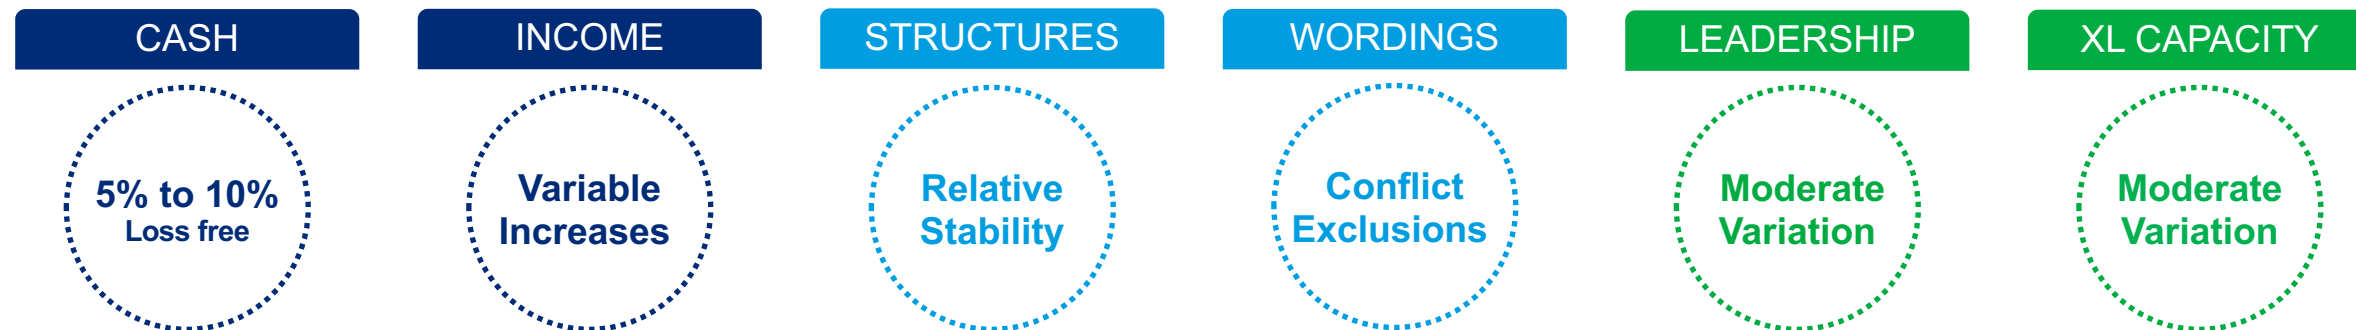 CASH
INCOME
STRUCTURES
WORDINGS
LEADERSHIP
XL CAPACITY
5% to 10%
Loss free
Variable
Increases
Relative
Stability
Conflict
Exclusions
Moderate
Variation
Moderate
Variation